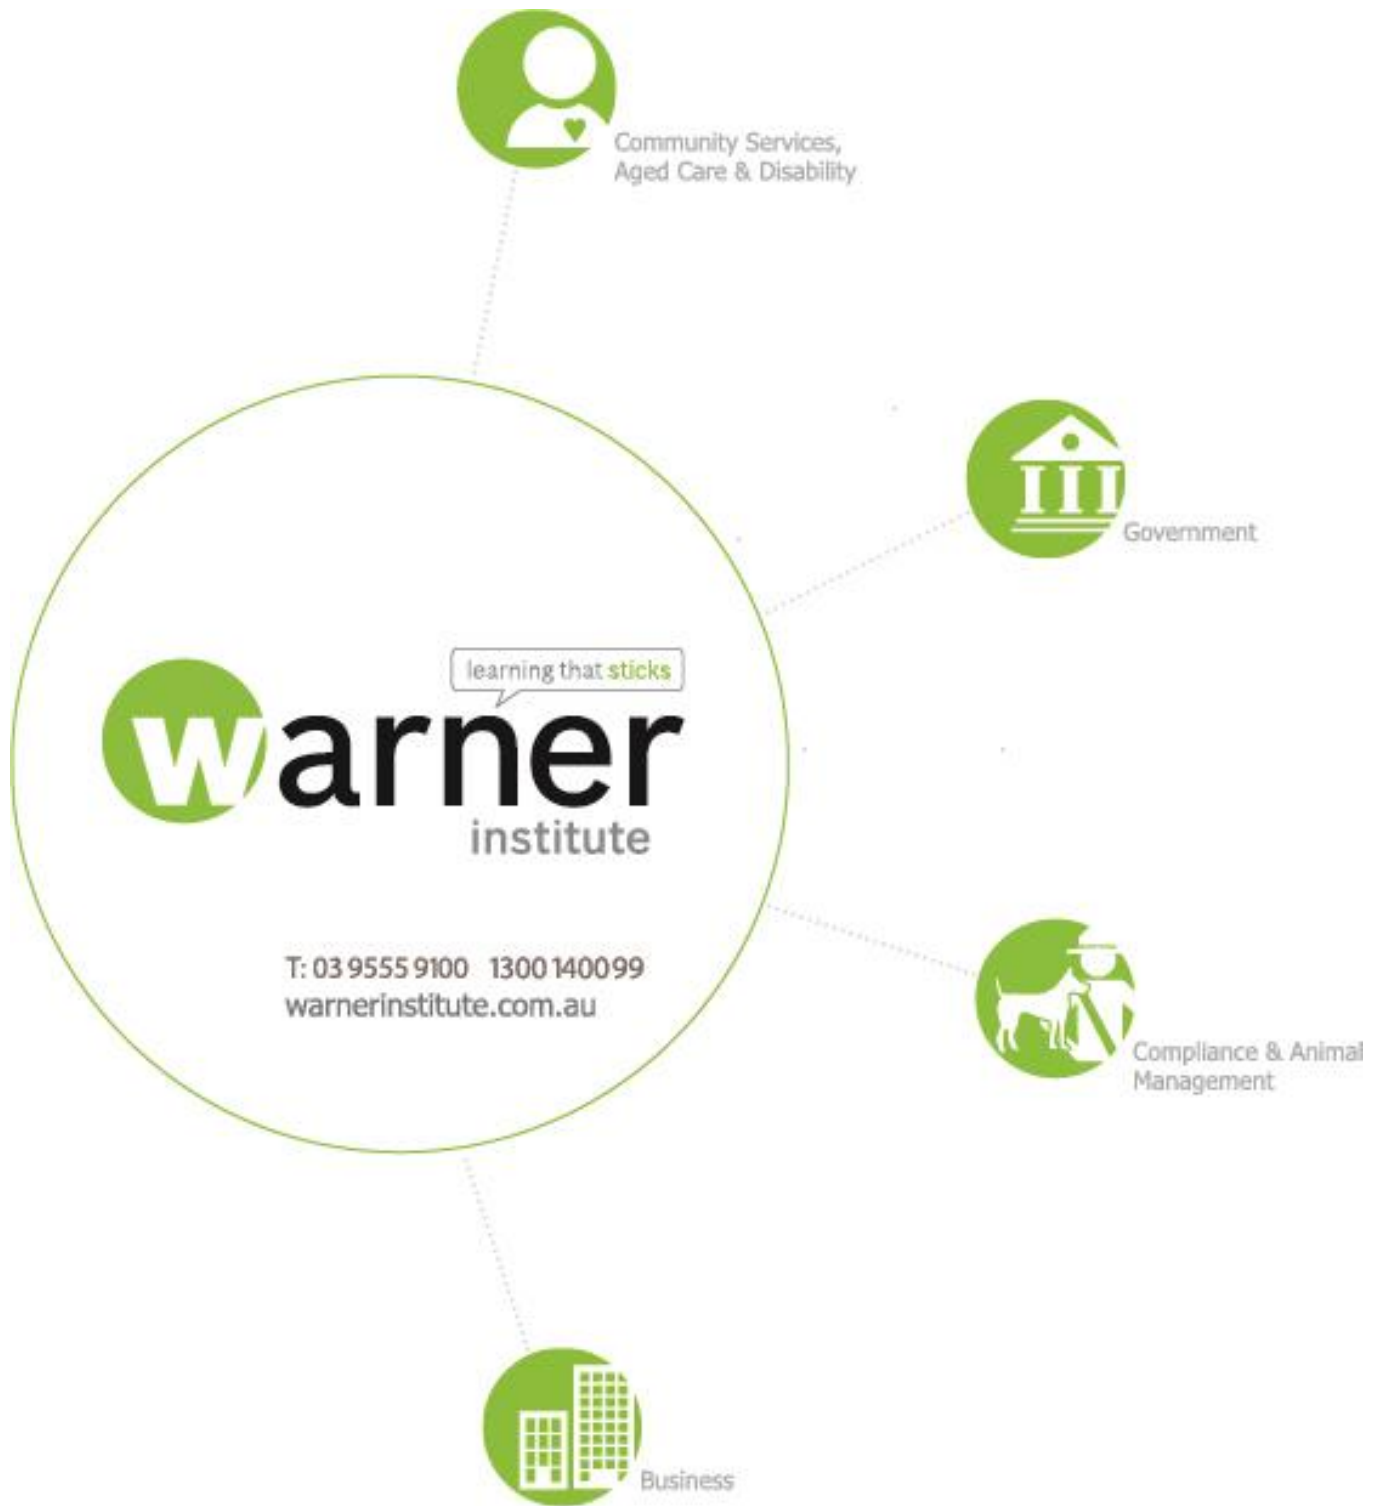 Community Services,
Aged Care & Disability
Government
learning that sticks
warner
institute
T: 03 9555 9100 1300 140099
warnerinstitute.com.au
Compliance & Animal
Management
Business